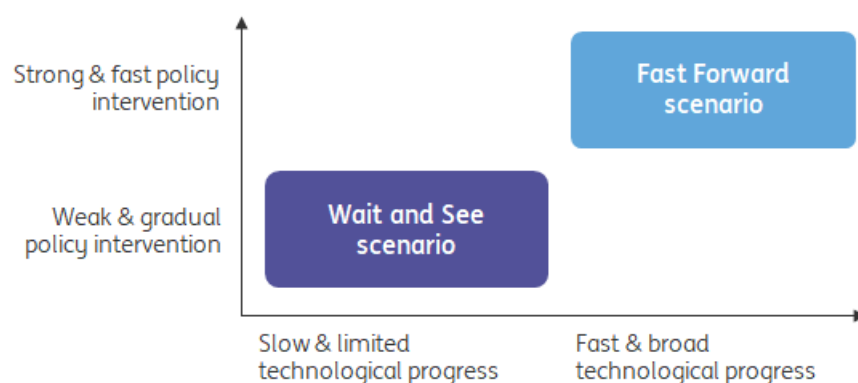 Strong & fast policy
intervention
Fast Forward
scenario
Weak & gradual
policy intervention
Wait and See
scenario
Slow & limited
technological progress
Fast & broad
technological progress